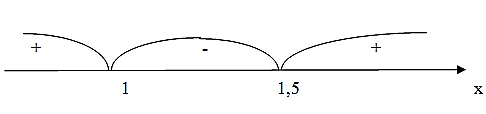 + - +
1 1,5 x